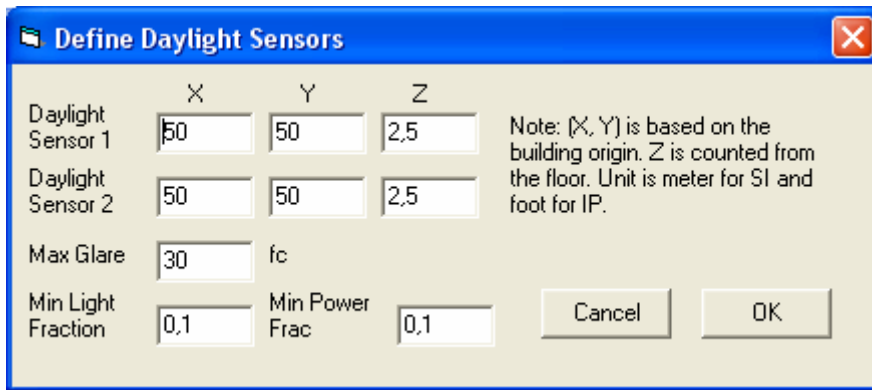 Define Daylight Sensors
X Y Z
Daylight
Sensor 1
50 50 2,5
Note: (X, Y) is based on the
building origin. Z is counted from
the floor. Unit is meter for SI and
foot for IP.
Daylight
Sensor 2
50 50 2,5
Max Glare 30 fc
Min Light
Fraction
0,1
Min Power
Frac
0,1
Cancel OK